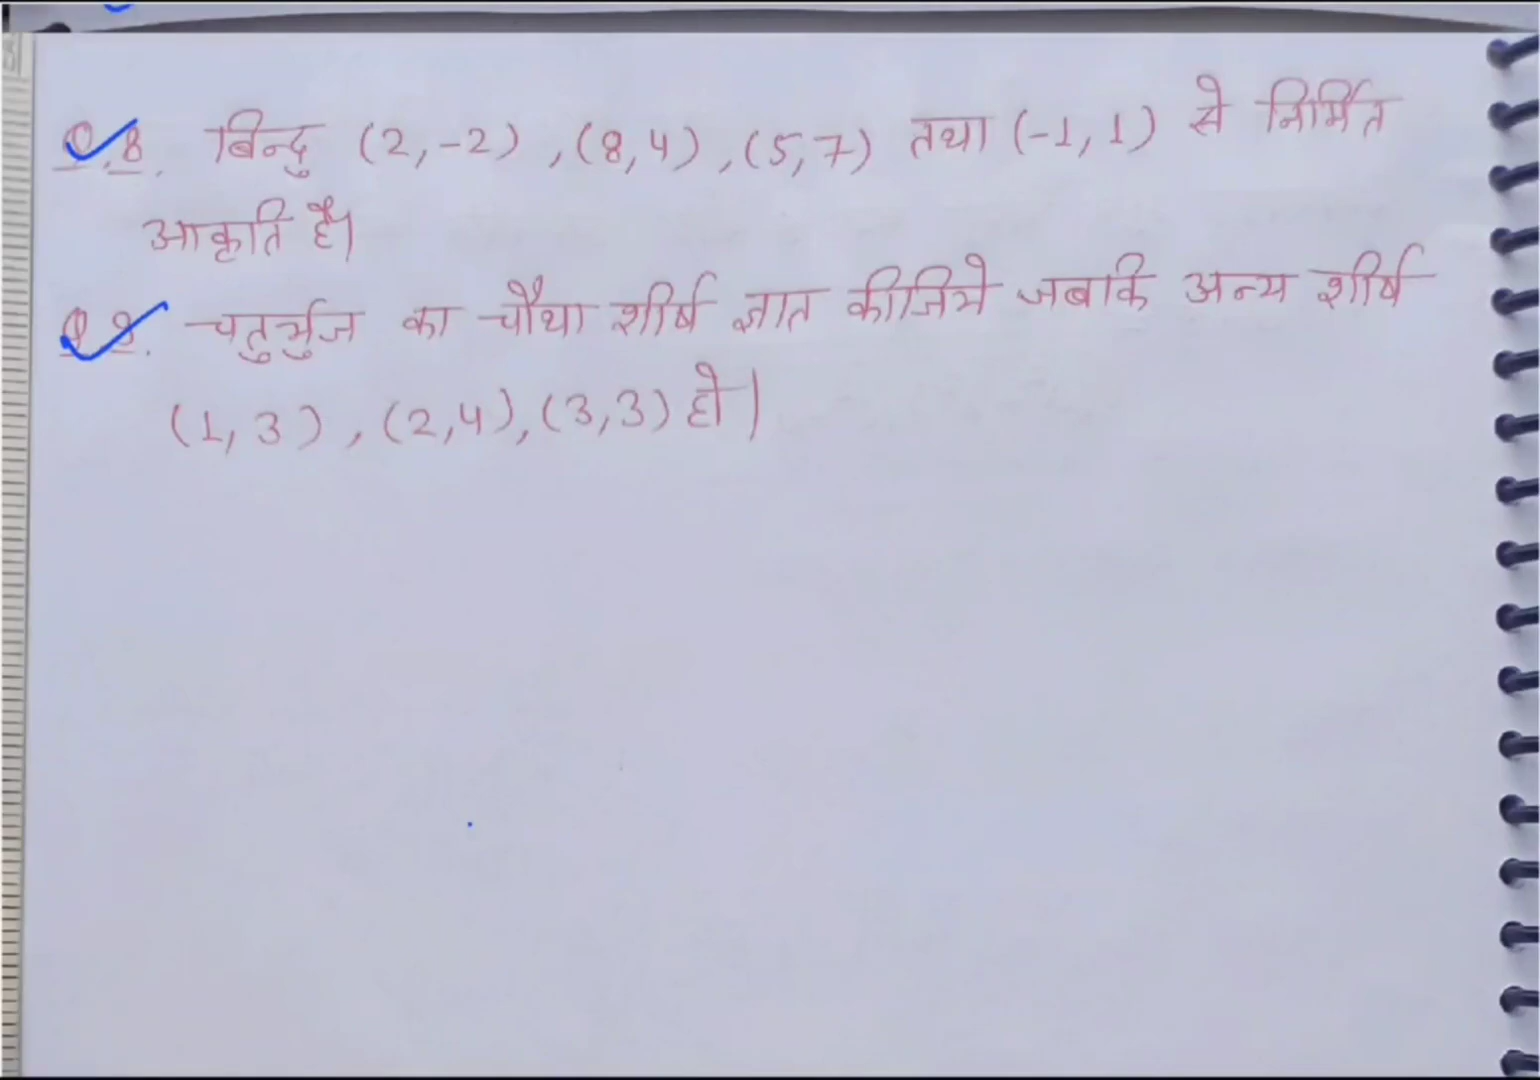 Q.8. बिन्दु (2,-2) ,(8,4) ,(5,7) तथा (-1,1) से निर्मित
आकृति है।
Q.9. चतुर्भुज का चौथा शीर्ष ज्ञात कीजिये जबकि अन्य शीर्ष
(1,3) , (2,4), (3,3) हो |